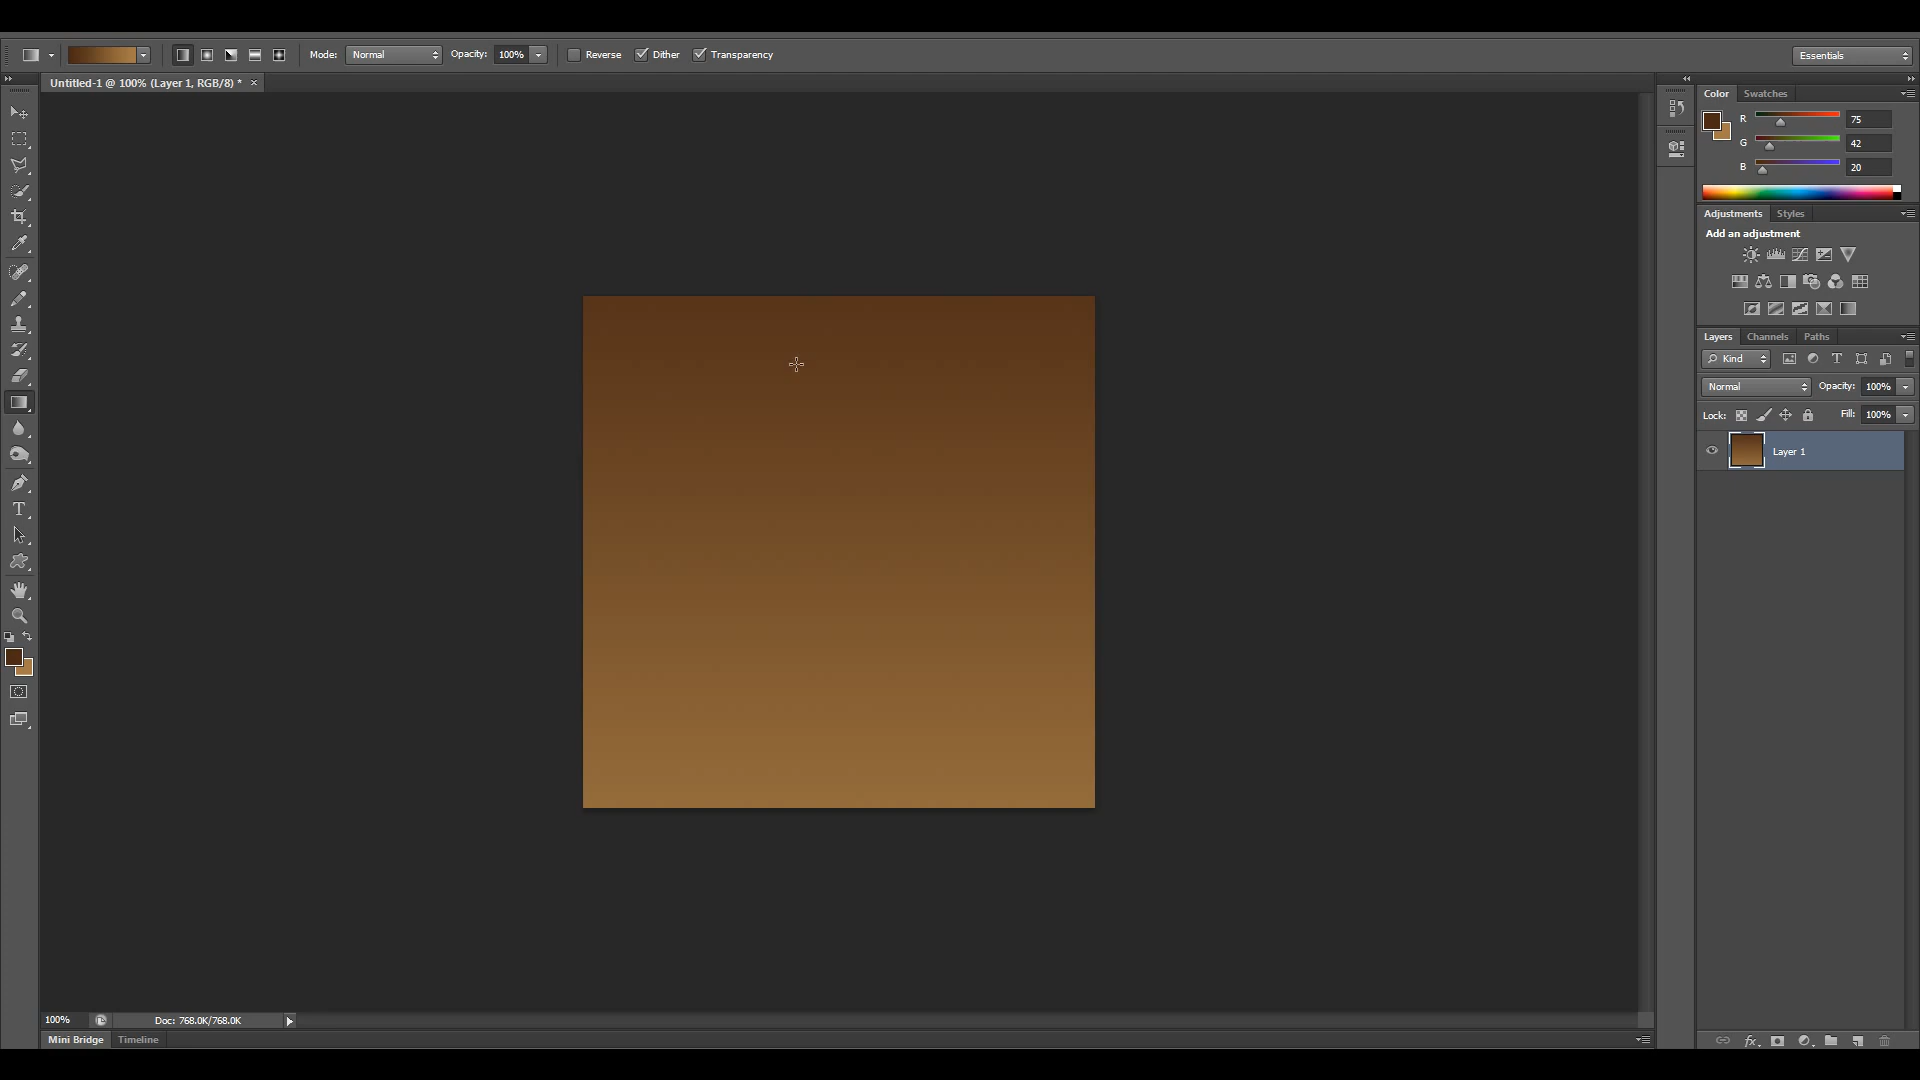 Mode: Normal Opacity: 100% Reverse Dither Transparency Essentials
Untitled-1 @ 100% (Layer 1, RGB/8) * ×
Color Swatches
R 75
G 42
B 20
Adjustments Styles
Add an adjustment
Layers Channels Paths
Kind
Normal Opacity: 100%
Lock: Fill: 100%
Layer 1
100% Doc: 768.0K/768.0K
Mini Bridge Timeline